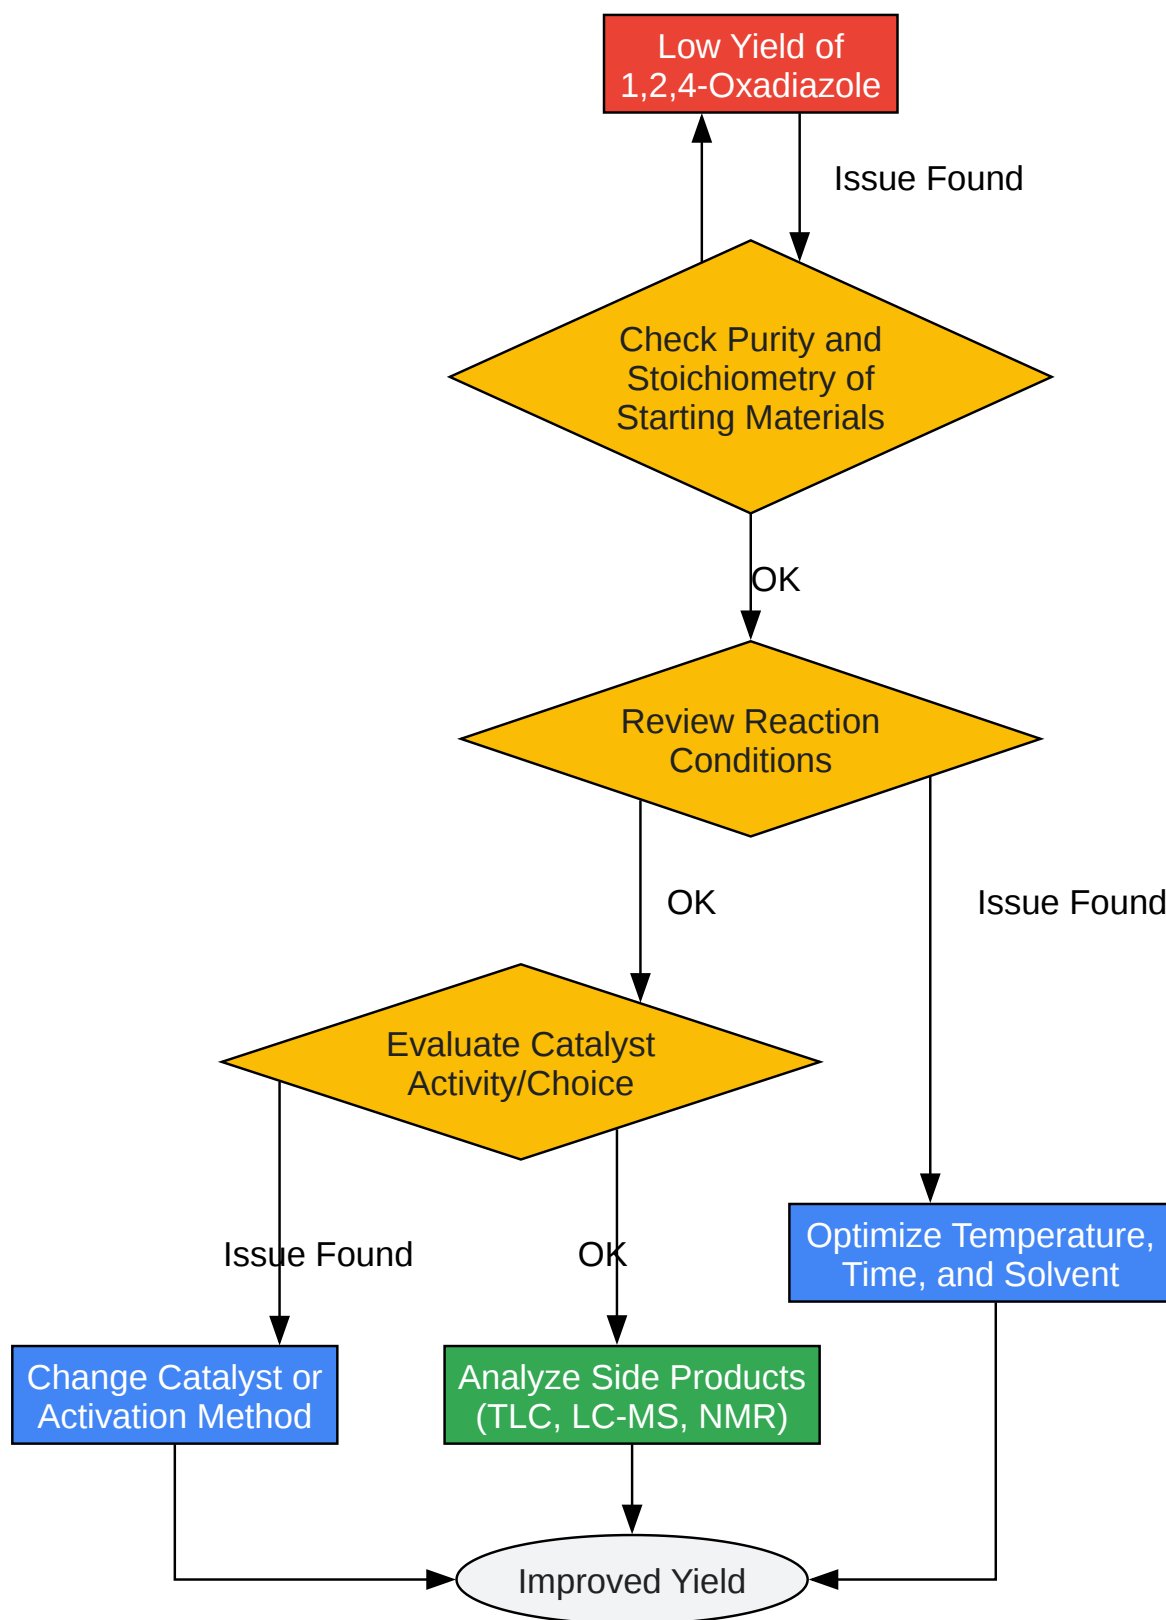 Low Yield of
1,2,4-Oxadiazole
Issue Found
Check Purity and
Stoichiometry of
Starting Materials
OK
Review Reaction
Conditions
OK
Issue Found
Evaluate Catalyst
Activity/Choice
Issue Found
OK
Optimize Temperature,
Time, and Solvent
Change Catalyst or
Activation Method
Analyze Side Products
(TLC, LC-MS, NMR)
Improved Yield